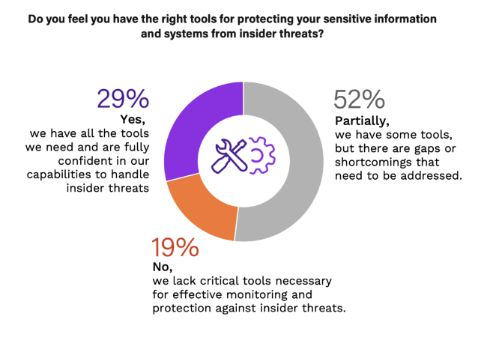 Do you feel you have the right tools for protecting your sensitive information
and systems from insider threats?
29%
Yes,
we have all the tools
we need and are fully
confident in our
capabilities to handle
insider threats
52%
Partially,
we have some tools,
but there are gaps or
shortcomings that
need to be addressed.
19%
No,
we lack critical tools necessary
for effective monitoring and
protection against insider threats.